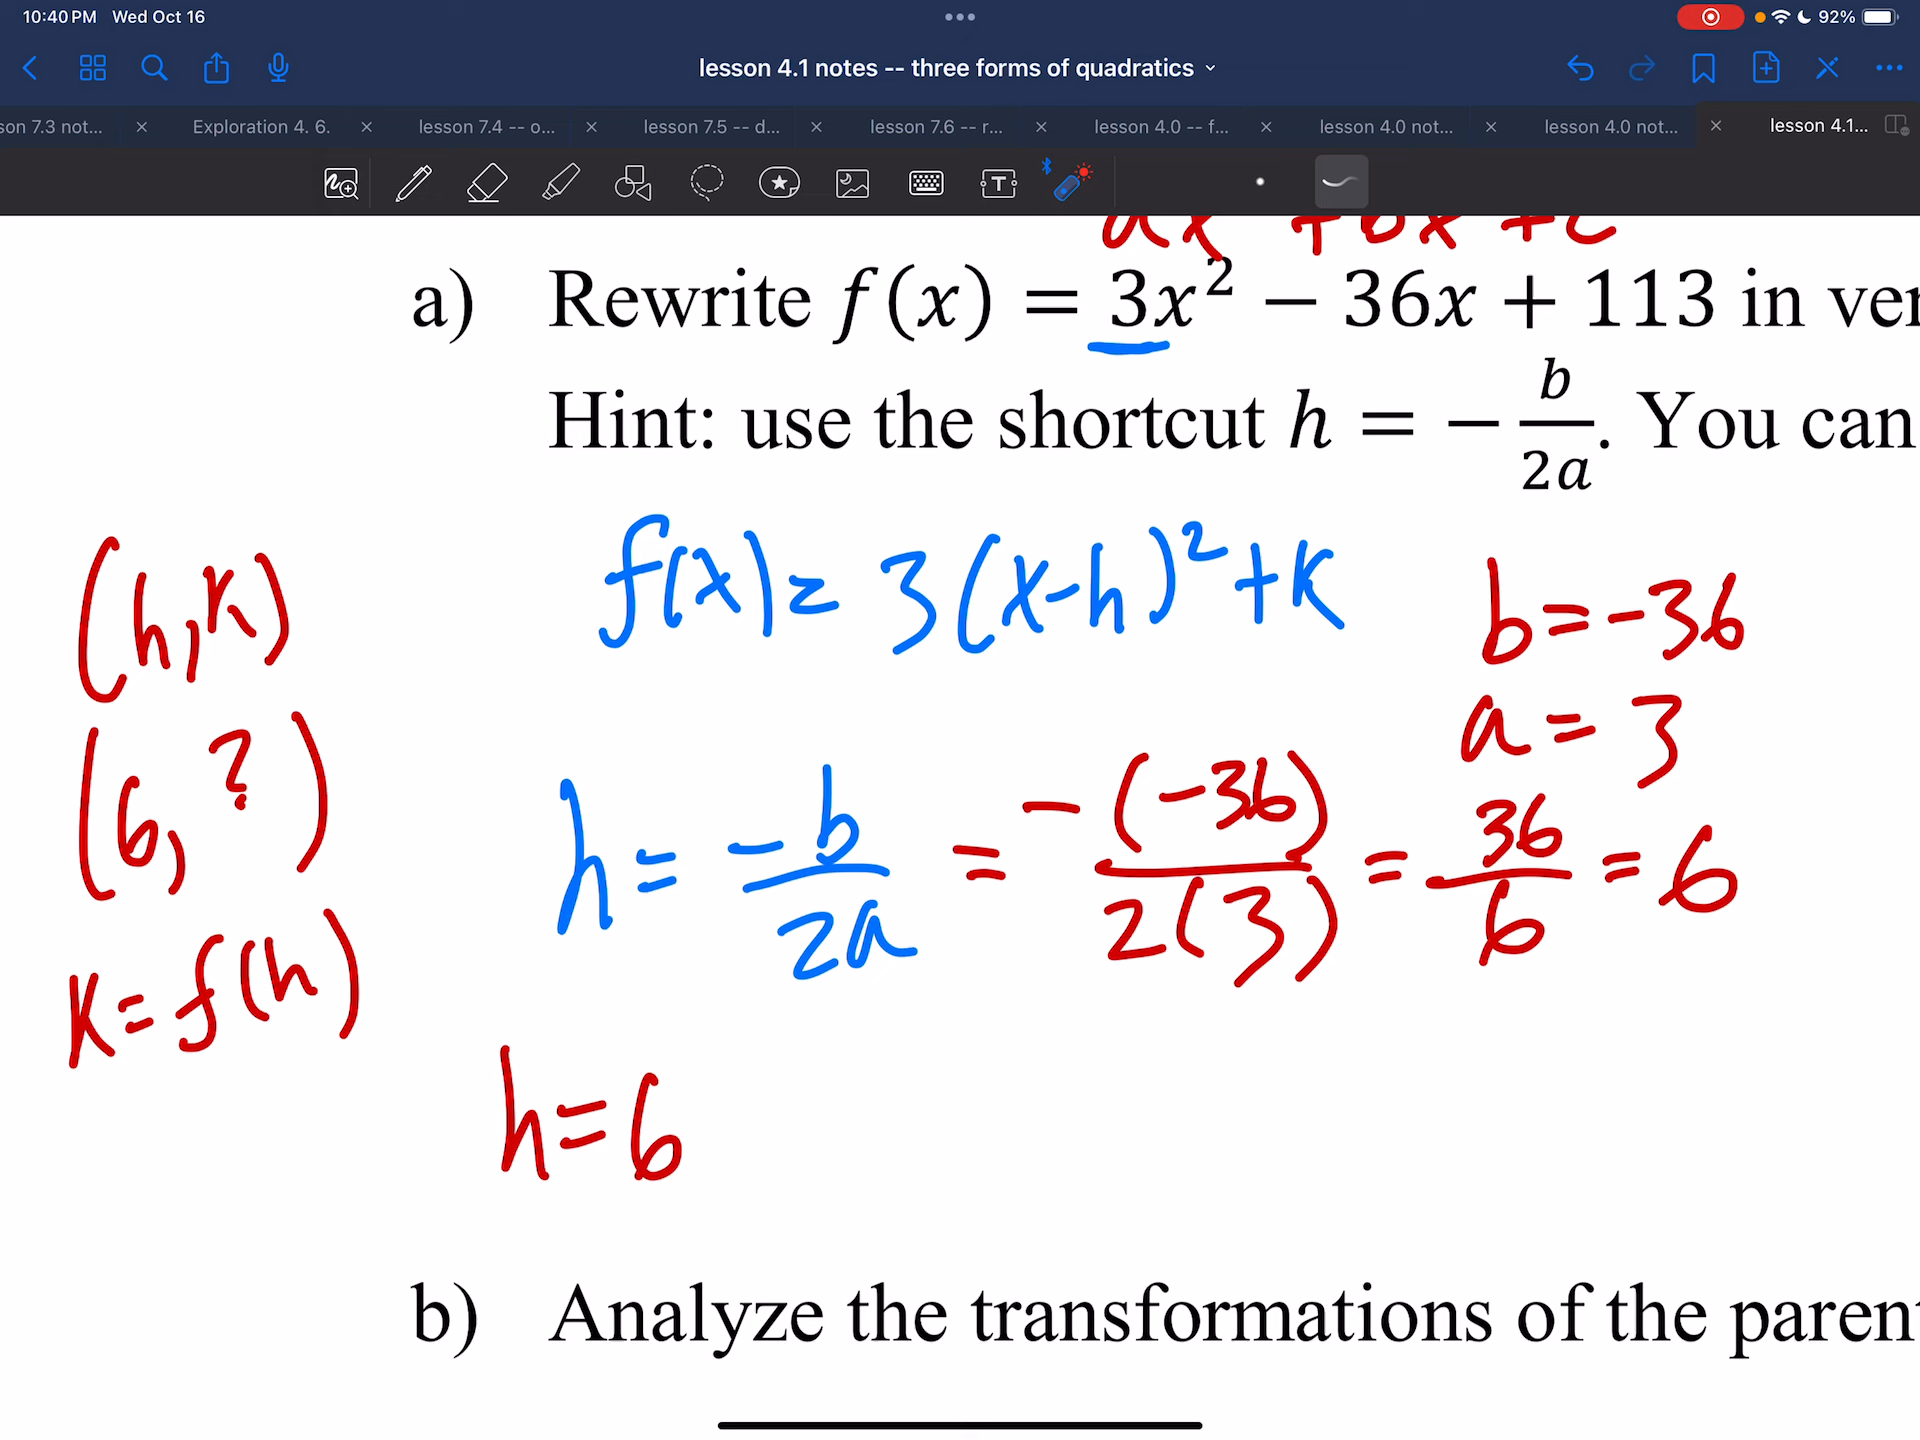 10:40 PM Wed Oct 16
92%
lesson 4.1 notes -- three forms of quadratics
son 7.3 not... Exploration 4. 6. lesson 7.4 -- o... lesson 7.5 -- d... lesson 7.6 -- r... lesson 4.0 -- f... lesson 4.0 not... lesson 4.0 not... lesson 4.1...
ax² + bx + c
a) Rewrite f(x) = 3x² − 36x + 113 in ver
Hint: use the shortcut h = −b/2a. You can
(h,k)
f(x) = 3(x-h)² + k
b = -36
a = 3
(6, ?)
h = -b/2a = -(-36)/2(3) = 36/6 = 6
k = f(h)
h = 6
b) Analyze the transformations of the paren